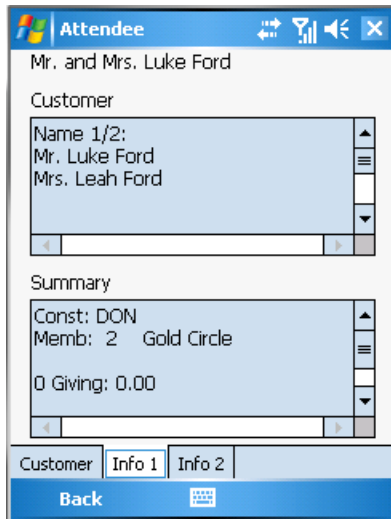 Attendee
Mr. and Mrs. Luke Ford
Customer
Name 1/2:
Mr. Luke Ford
Mrs. Leah Ford
Summary
Const: DON
Memb: 2 Gold Circle
0 Giving: 0.00
Customer Info 1 Info 2
Back